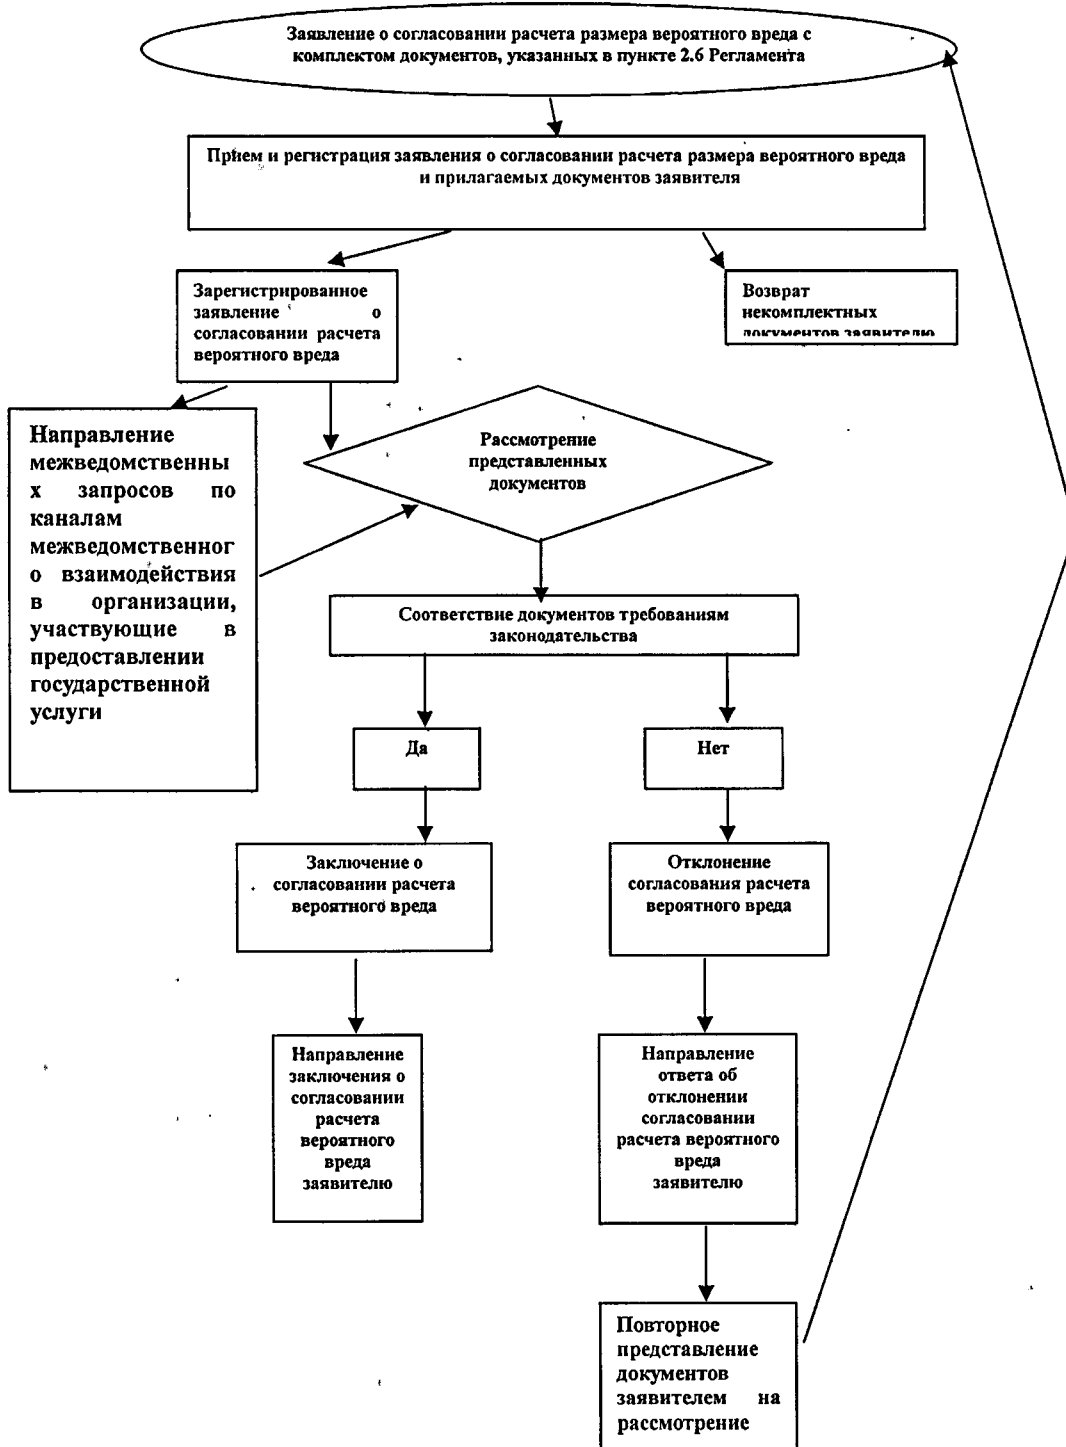 Заявление о согласовании расчета размера вероятного вреда с
комплектом документов, указанных в пункте 2.6 Регламента
Прием и регистрация заявления о согласовании расчета размера вероятного вреда
и прилагаемых документов заявителя
Зарегистрированное
заявление о
согласовании расчета
вероятного вреда
Возврат
некомплектных
документов заявителю
Направление
межведомственны
х запросов по
каналам
межведомственног
о взаимодействия
в организации,
участвующие в
предоставлении
государственной
услуги
Рассмотрение
представленных
документов
Соответствие документов требованиям
законодательства
Да
Нет
Заключение о
согласовании расчета
вероятного вреда
Отклонение
согласования расчета
вероятного вреда
Направление
заключения о
согласовании
расчета
вероятного
вреда
заявителю
Направление
ответа об
отклонении
согласовании
расчета вероятного
вреда
заявителю
Повторное
представление
документов
заявителем на
рассмотрение